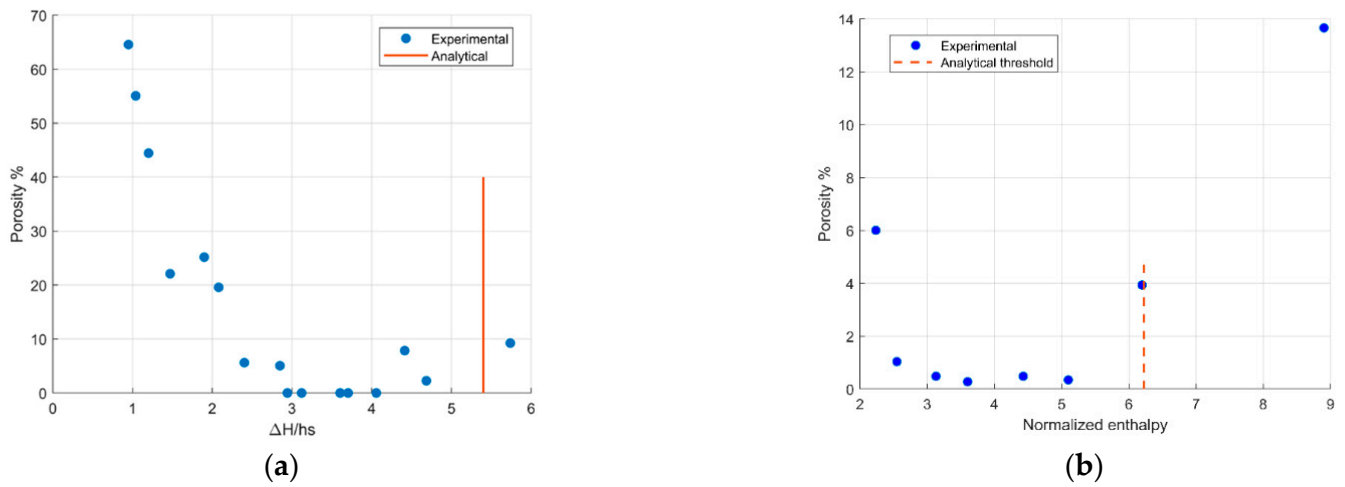 70
60
50
40
30
20
10
0
Porosity %
Experimental
Analytical
0 1 2 3 4 5 6
ΔH/hs
(a)
14
12
10
8
6
4
2
0
Porosity %
Experimental
Analytical threshold
2 3 4 5 6 7 8 9
Normalized enthalpy
(b)